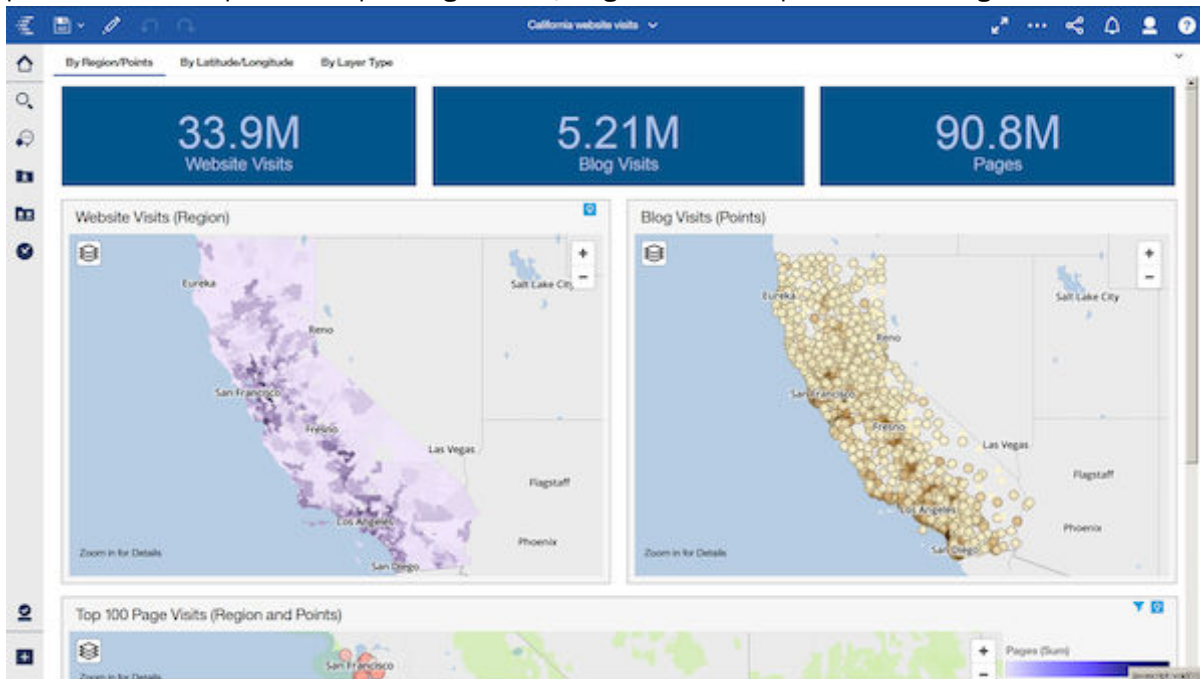 California website visits
By Region/Points By Latitude/Longitude By Layer Type
33.9M
Website Visits
5.21M
Blog Visits
90.8M
Pages
Website Visits (Region)
Eureka
Reno
Salt Lake City
San Francisco
Fresno
Las Vegas
Flagstaff
Los Angeles
Phoenix
San Diego
Zoom in for Details
Blog Visits (Points)
Eureka
Reno
Salt Lake City
San Francisco
Fresno
Las Vegas
Flagstaff
Los Angeles
Phoenix
San Diego
Zoom in for Details
Top 100 Page Visits (Region and Points)
San Francisco
Zoom in for Details
Pages (Sum)